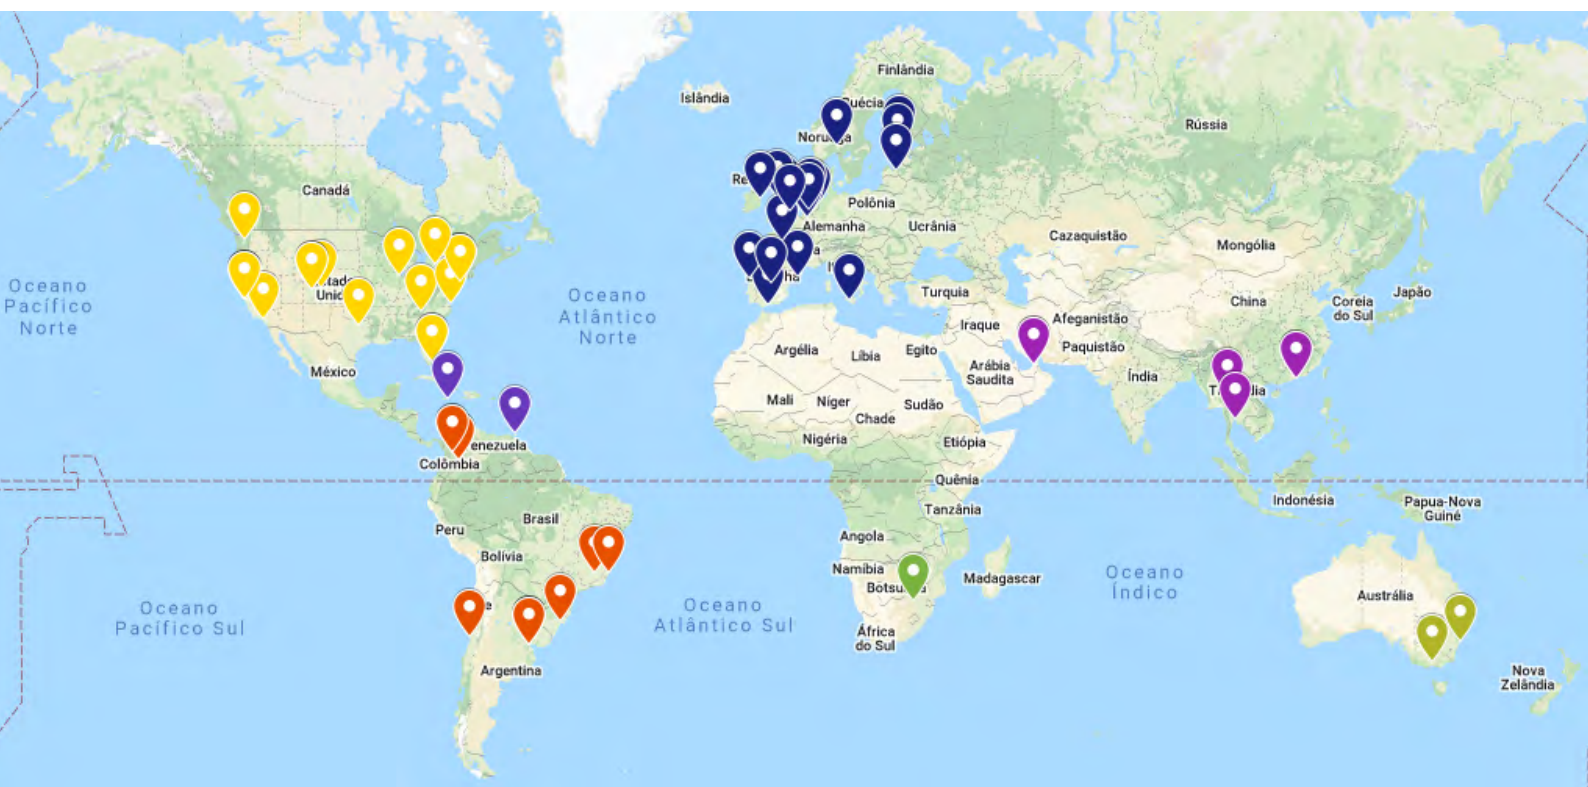 Finlândia
Islândia
Suécia
Rússia
Noruega
Canadá
Polônia
Alemanha
Ucrânia
Cazaquistão
Mongólia
Oceano
Pacífico
Norte
Oceano
Atlântico
Norte
Turquia
China
Coreia
do Sul
Japão
Iraque
Afeganistão
Paquistão
Argélia
Líbia
Egito
Arábia
Saudita
Índia
México
Mali
Níger
Chade
Sudão
Nigéria
Etiópia
enezuela
Colômbia
Quênia
Indonésia
Papua-Nova
Guiné
Tanzânia
Peru
Brasil
Angola
Bolívia
Namíbia
Madagascar
Oceano
Índico
Austrália
Oceano
Pacífico Sul
Oceano
Atlântico Sul
África
do Sul
Argentina
Nova
Zelândia